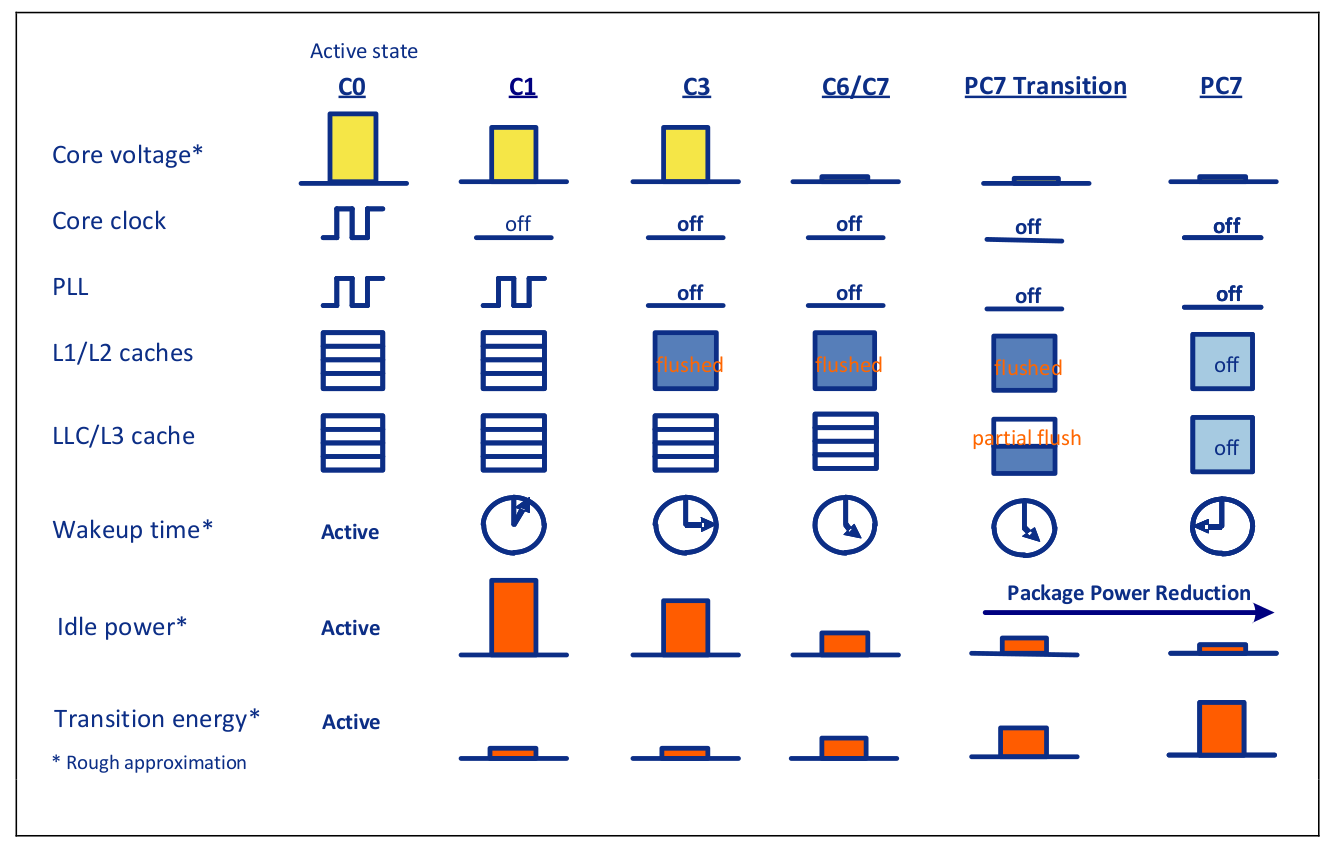 Active state
C0 C1 C3 C6/C7 PC7 Transition PC7
Core voltage*
Core clock off off off off off
PLL off off off off
L1/L2 caches flushed flushed flushed off
LLC/L3 cache partial flush off
Wakeup time* Active
Package Power Reduction
Idle power* Active
Transition energy* Active
* Rough approximation